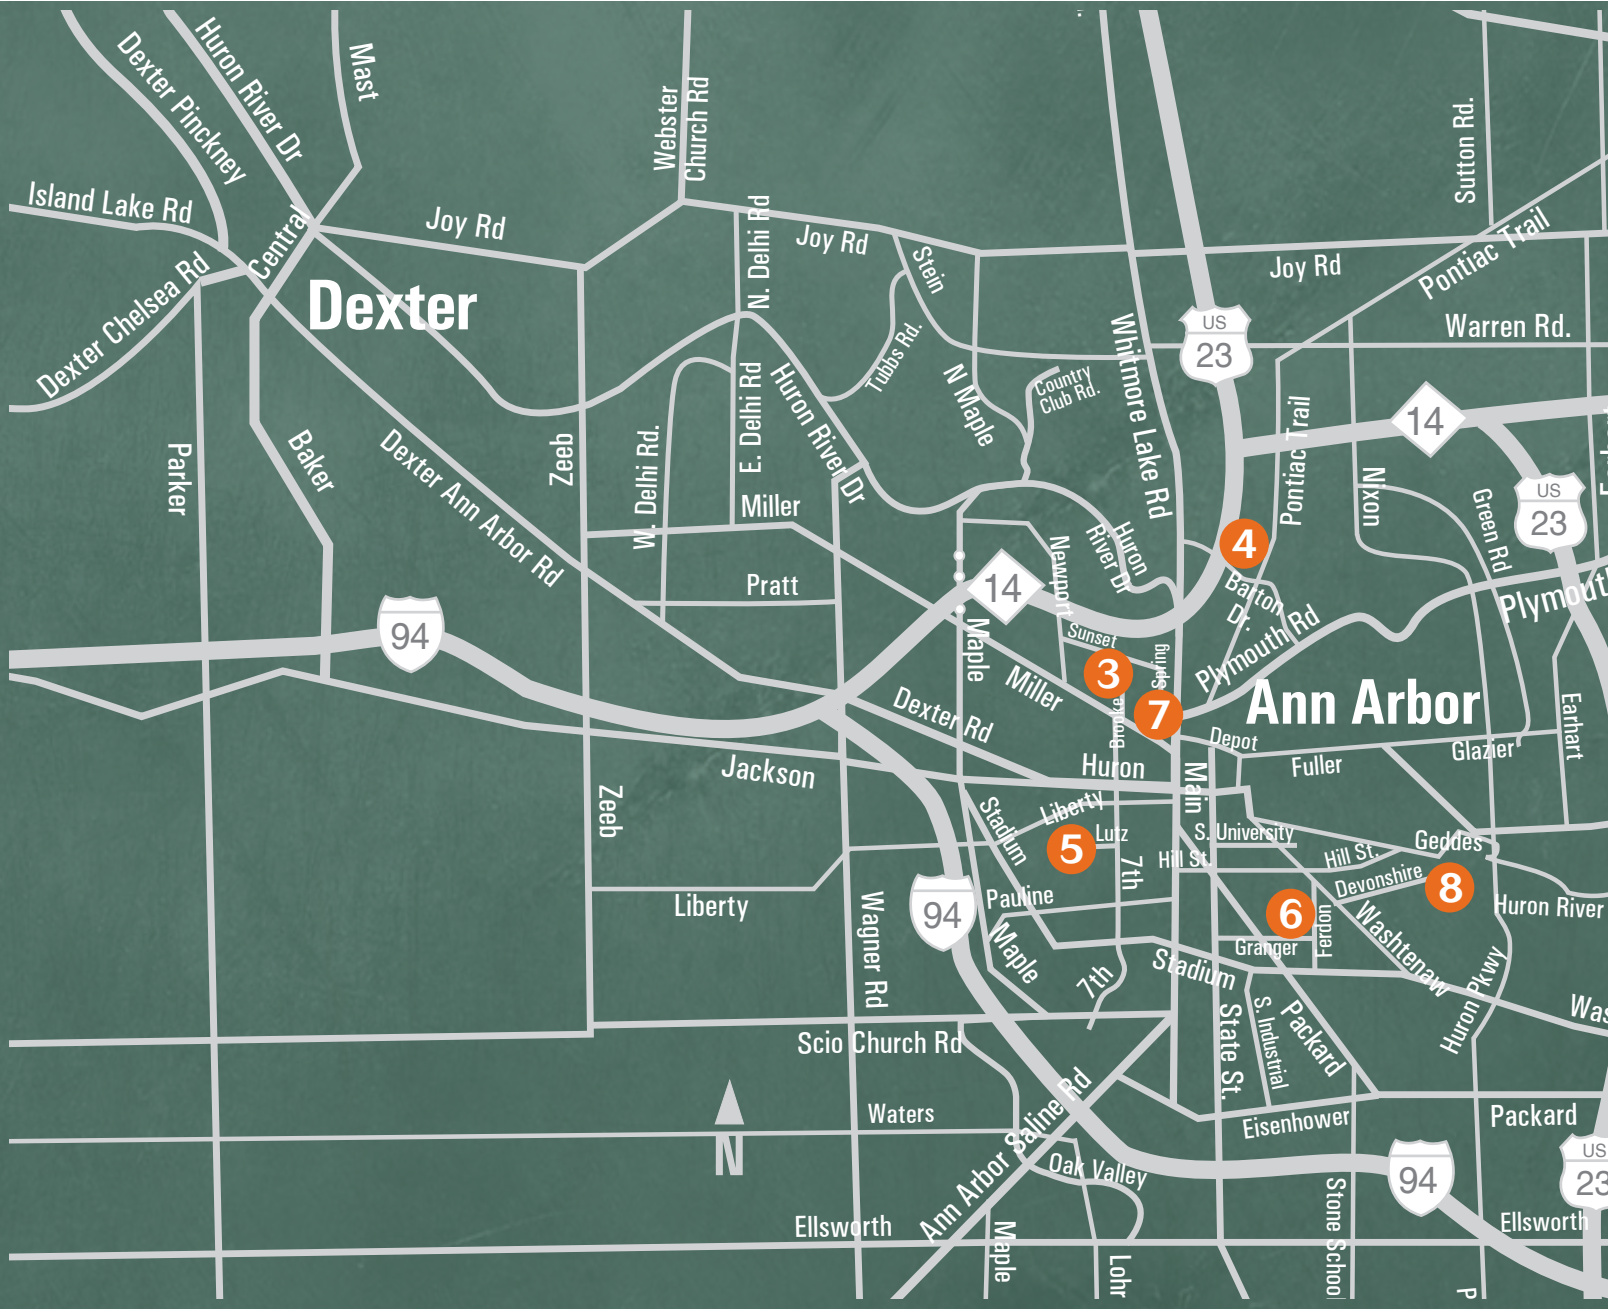 Dexter Pinckney
Huron River Dr
Mast
Webster
Church Rd
Sutton Rd.
Island Lake Rd
Central
Joy Rd
N. Delhi Rd
Joy Rd
Stein
Joy Rd
Pontiac Trail
Dexter Chelsea Rd
Dexter
Tubbs Rd.
Whitmore Lake Rd
US
23
Warren Rd.
Country
Club Rd.
N Maple
E. Delhi Rd
Huron River Dr
14
Parker
Baker
Dexter Ann Arbor Rd
Zeeb
W. Delhi Rd.
Miller
Pontiac Trail
Nixon
Green Rd
US
23
Newport
Huron
River Dr
4
94
Pratt
14
Barton
Dr.
Plymouth Rd
Maple
Sunset
Spring
3
7
Miller
Brooks
Ann Arbor
Dexter Rd
Earhart
Depot
Glazier
Fuller
Jackson
Huron
Main
Zeeb
Stadium
Liberty
Lutz
5
S. University
Geddes
Hill St.
Hill St.
7th
Devonshire
8
Liberty
94
Pauline
6
Ferdon
Huron River
Wagner Rd
Maple
Granger
Washtenaw
7th
Stadium
Huron Pkwy
Scio Church Rd
State St.
S. Industrial
Packard
N
Waters
Ann Arbor Saline Rd
Eisenhower
Packard
Oak Valley
94
US
23
Stone School
Ellsworth
Ellsworth
Maple
Lohr